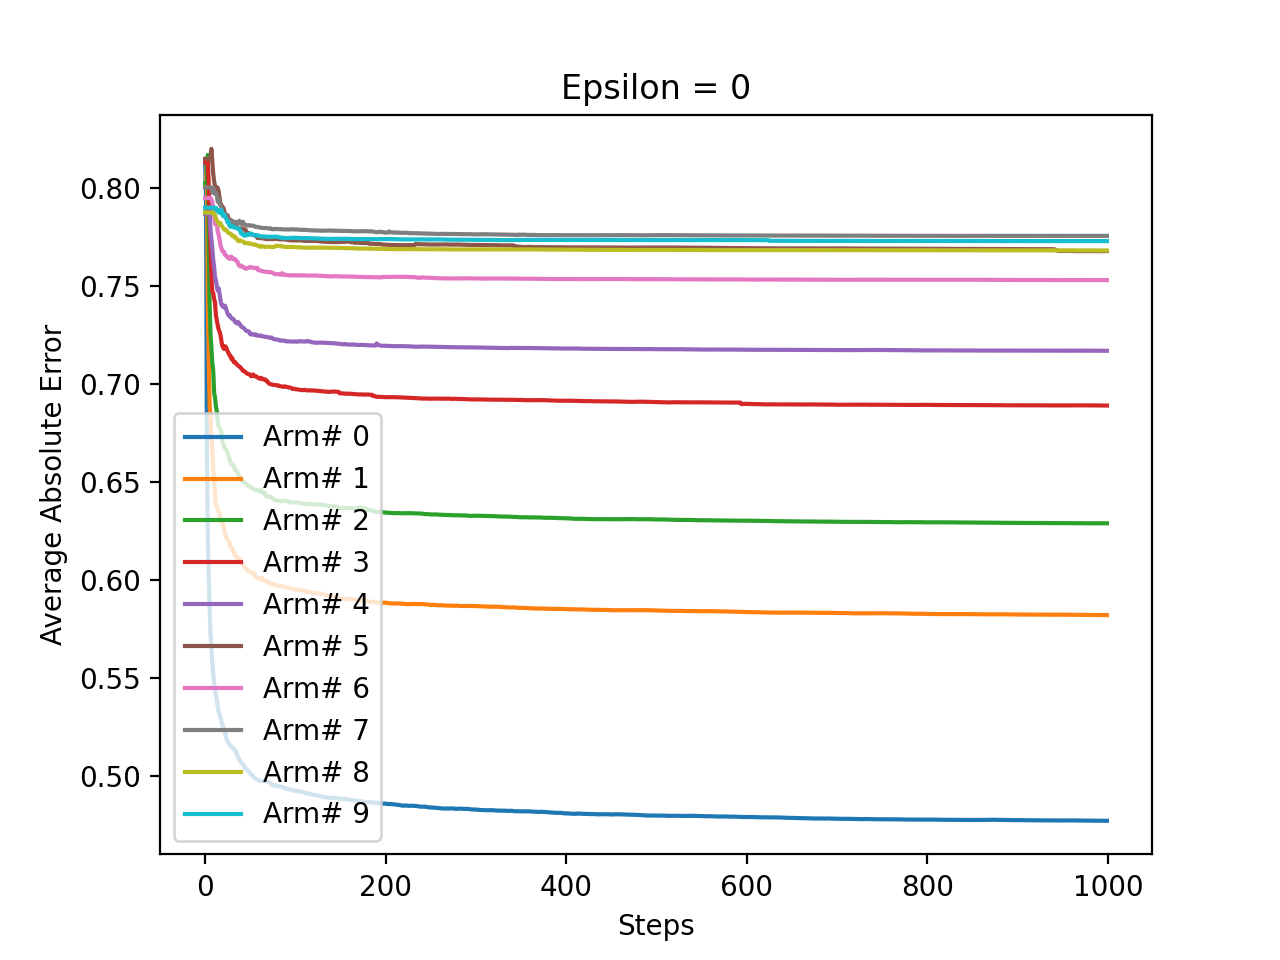 Epsilon = 0
Average Absolute Error
0.80
0.75
0.70
0.65
0.60
0.55
0.50
Arm# 0
Arm# 1
Arm# 2
Arm# 3
Arm# 4
Arm# 5
Arm# 6
Arm# 7
Arm# 8
Arm# 9
0 200 400 600 800 1000
Steps